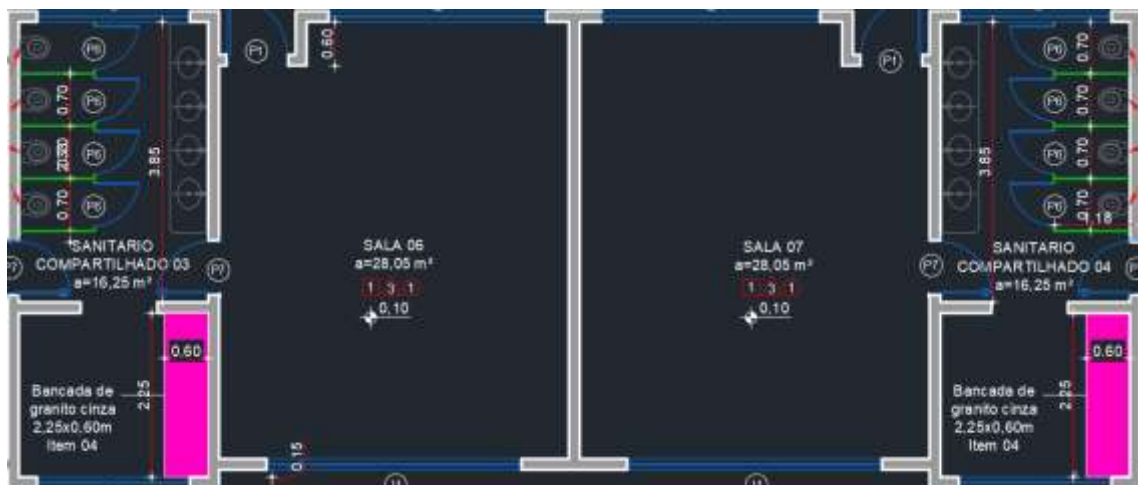 P1
0.60
P1
P6
P6
P6
P6
0.70
0.70
3.85
P6
P6
P6
P6
0.70
0.70
0.70
0.70
3.85
1.18
SANITARIO
COMPARTILHADO 03
a=16,25 m²
P7
P7
SALA 06
a=28,05 m²
1 3 1
0,10
SALA 07
a=28,05 m²
1 3 1
0,10
P7
SANITARIO
COMPARTILHADO 04
a=16,25 m²
0.60
2.25
Bancada de
granito cinza
2,25x0,60m
Item 04
0.15
0.60
2.25
Bancada de
granito cinza
2,25x0,60m
Item 04